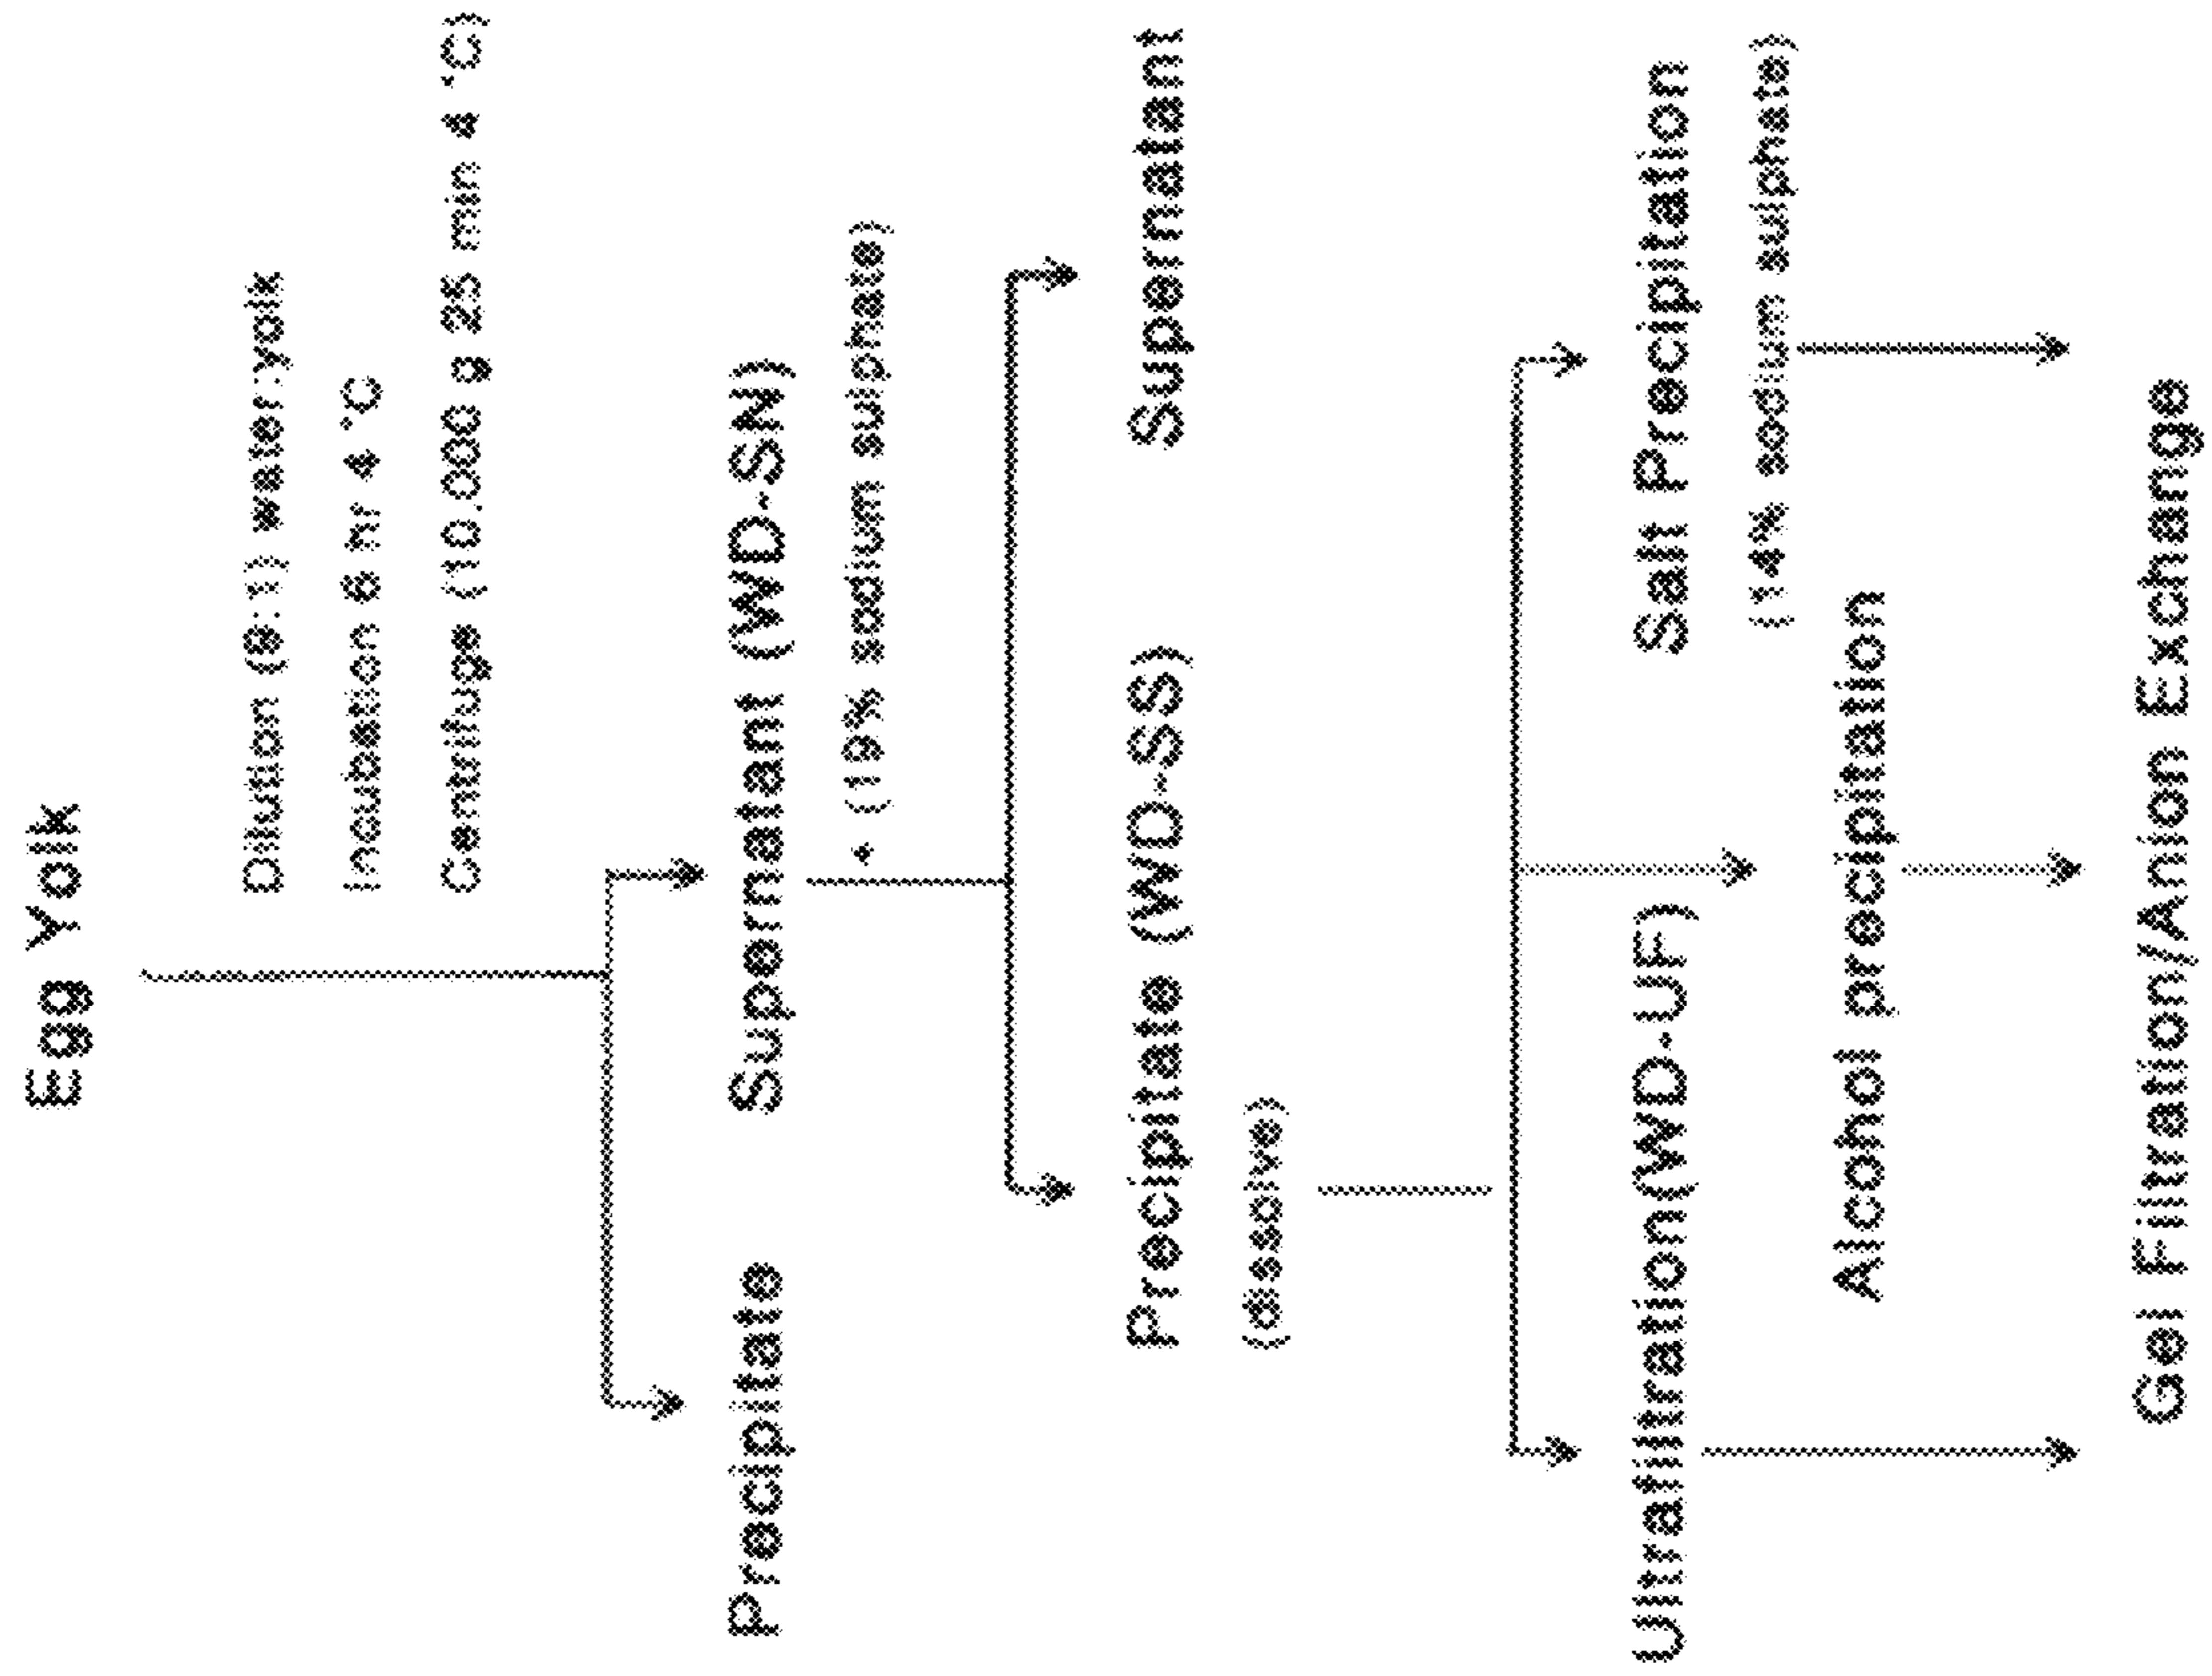 Egg Yolk
Dilution (8:1) water:yolk
Incubation 6 hr 4 °C
Centrifuge (10.000 g 25 min 4 °C)
Precipitate Supernatant (WD-SN)
+ (19% sodium sulphate)
Precipitate (WD-SS) Supernatant
(dissolve)
Ultrafiltration(WD-UF) Salt Precipitation
(14% sodium sulphate)
Alcohol precipitation
Gel Filtration/Anion Exchange